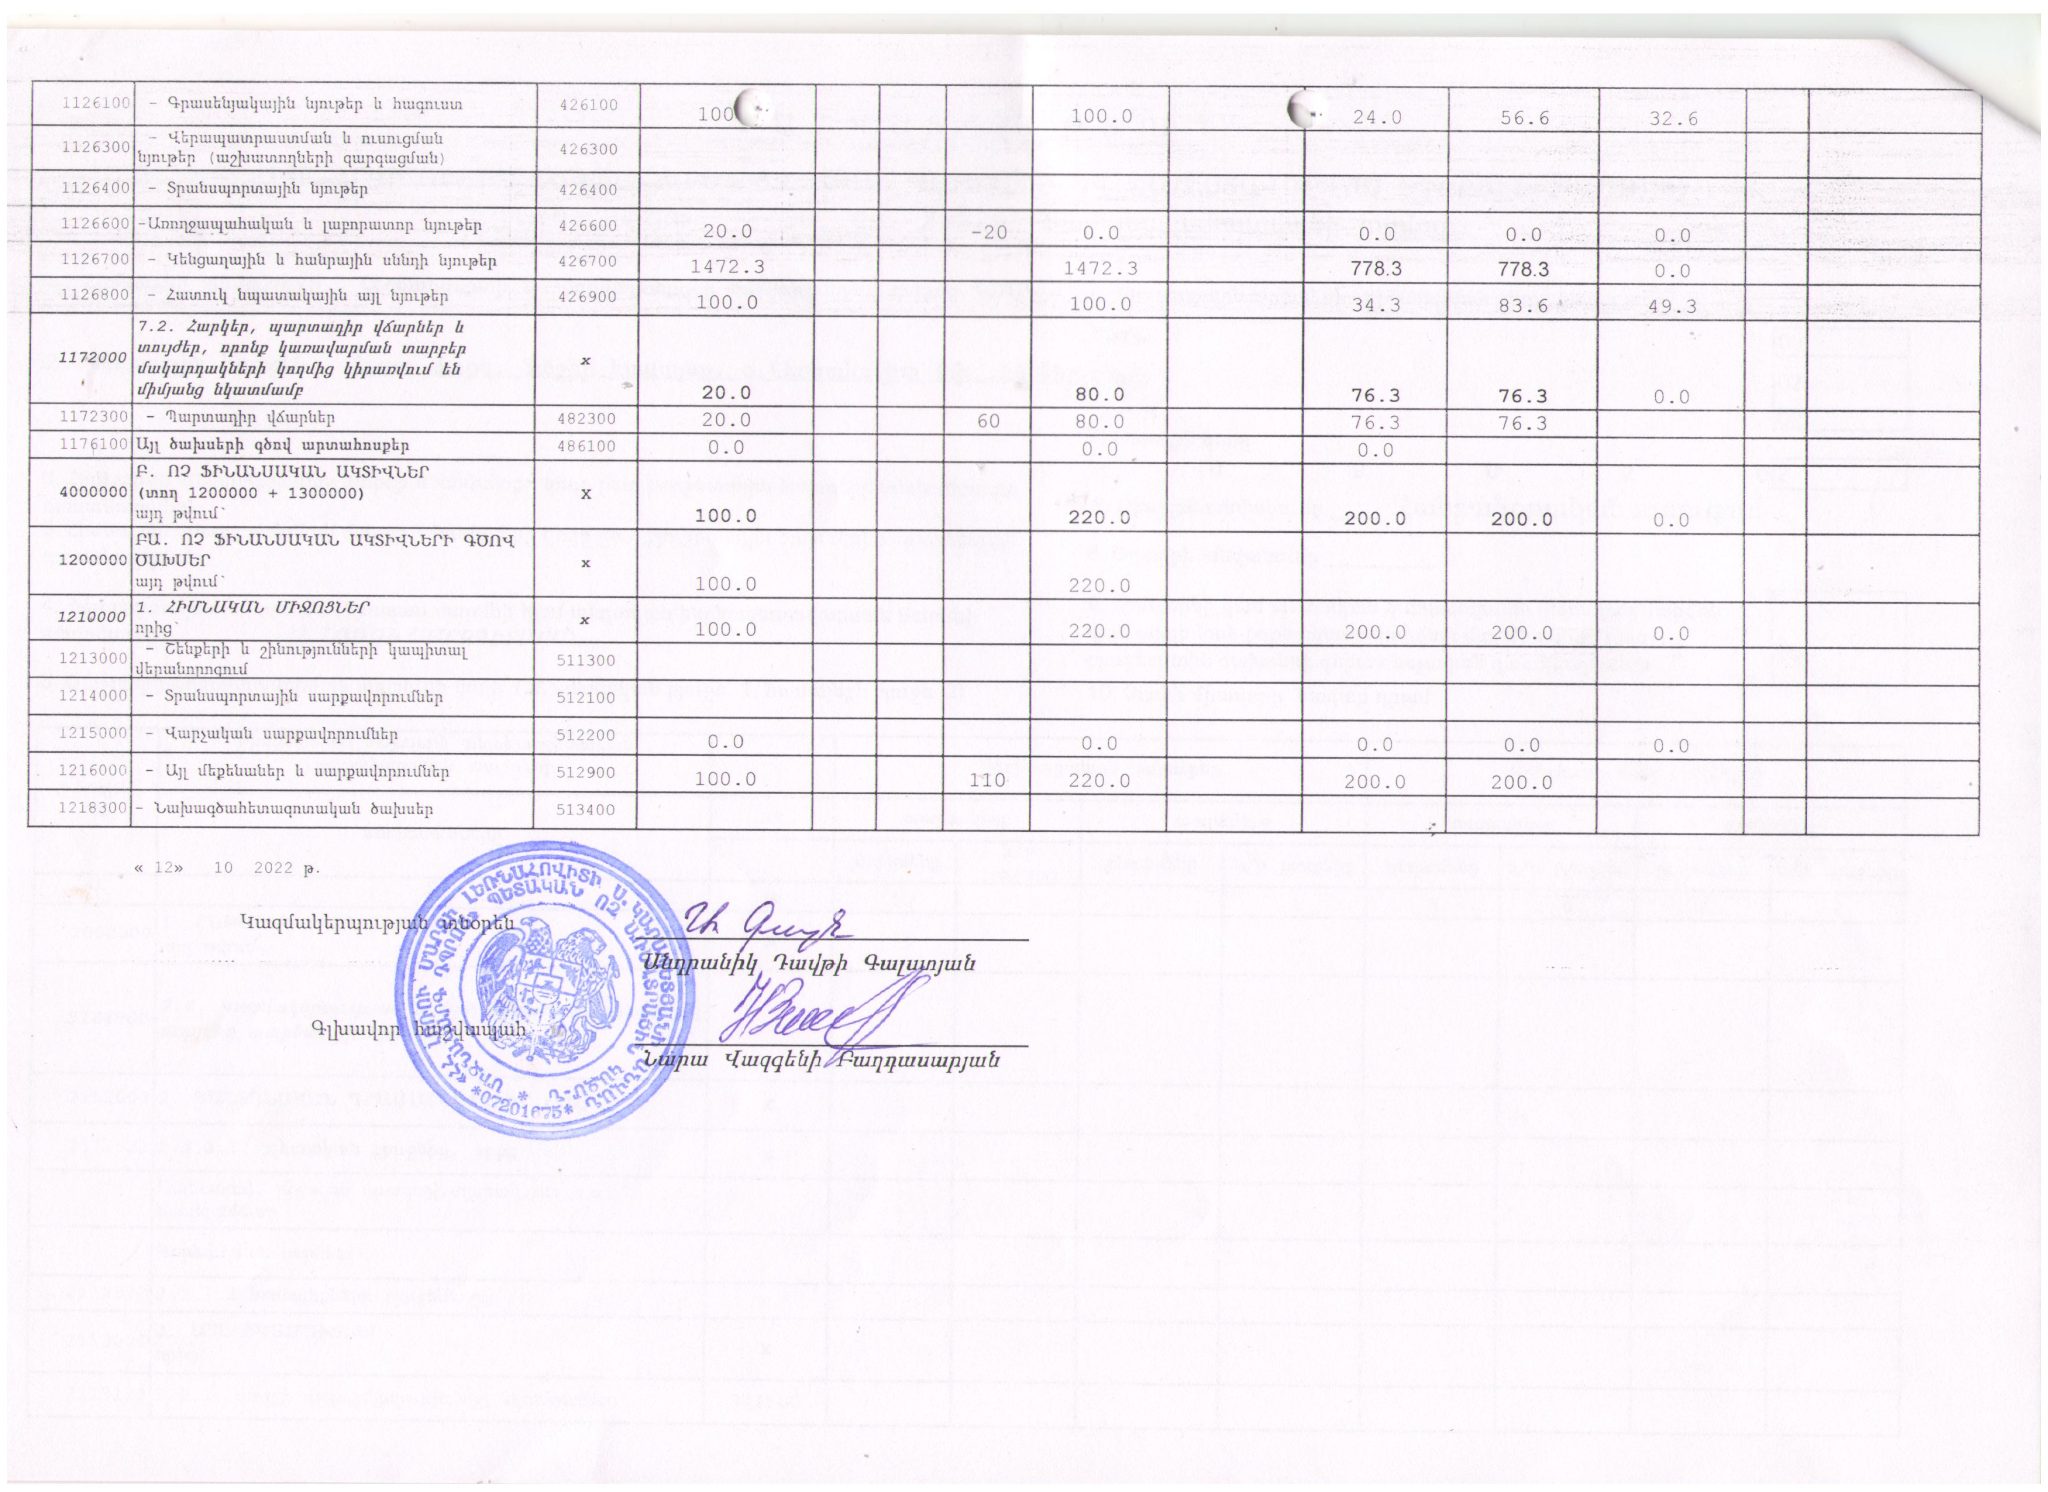 1126100 - Գրասենյակային նյութեր և հագուստ 426100 100 100.0 24.0 56.6 32.6
- Վերապատրաստման և ուսուցման
1126300 նյութեր (աշխատողների զարգացման) 426300
1126400 - Տրանսպորտային նյութեր 426400
1126600 -Առողջապահական և լաբորատոր նյութեր 426600 20.0 -20 0.0 0.0 0.0 0.0
1126700 - Կենցաղային և հանրային սննդի նյութեր 426700 1472.3 1472.3 778.3 778.3 0.0
1126800 - Հատուկ նպատակային այլ նյութեր 426900 100.0 100.0 34.3 83.6 49.3
7.2. Հարկեր, պարտադիր վճարներ և
տույժեր, որոնք կառավարման տարբեր
1172000 մակարդակների կողմից կիրառվում են x
միմյանց նկատմամբ 20.0 80.0 76.3 76.3 0.0
1172300 - Պարտադիր վճարներ 482300 20.0 60 80.0 76.3 76.3
1176100 Այլ ծախսերի գծով արտահոսքեր 486100 0.0 0.0 0.0
Բ. ՈՉ ՖԻՆԱՆՍԱԿԱՆ ԱԿՏԻՎՆԵՐ
4000000 (տող 1200000 + 1300000) X
այդ թվում՝ 100.0 220.0 200.0 200.0 0.0
ԲԱ. ՈՉ ՖԻՆԱՆՍԱԿԱՆ ԱԿՏԻՎՆԵՐԻ ԳԾՈՎ
1200000 ԾԱԽՍԵՐ x
այդ թվում՝ 100.0 220.0
1. ՀԻՄՆԱԿԱՆ ՄԻՋՈՑՆԵՐ
1210000 որից՝ x 100.0 220.0 200.0 200.0 0.0
- Շենքերի և շինությունների կապիտալ
1213000 վերանորոգում 511300
1214000 - Տրանսպորտային սարքավորումներ 512100
1215000 - Վարչական սարքավորումներ 512200 0.0 0.0 0.0 0.0 0.0
1216000 - Այլ մեքենաներ և սարքավորումներ 512900 100.0 110 220.0 200.0 200.0
1218300 - Նախագծահետազոտական ծախսեր 513400
« 12» 10 2022 թ.
Կազմակերպության տնօրեն
Անդրանիկ Դավթի Գալստյան
Գլխավոր հաշվապահ
Նարա Վազգենի Բաղդասարյան
*07201675*